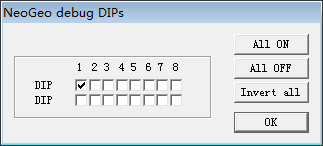 NeoGeo debug DIPs
1 2 3 4 5 6 7 8
DIP
DIP
All ON
All OFF
Invert all
OK